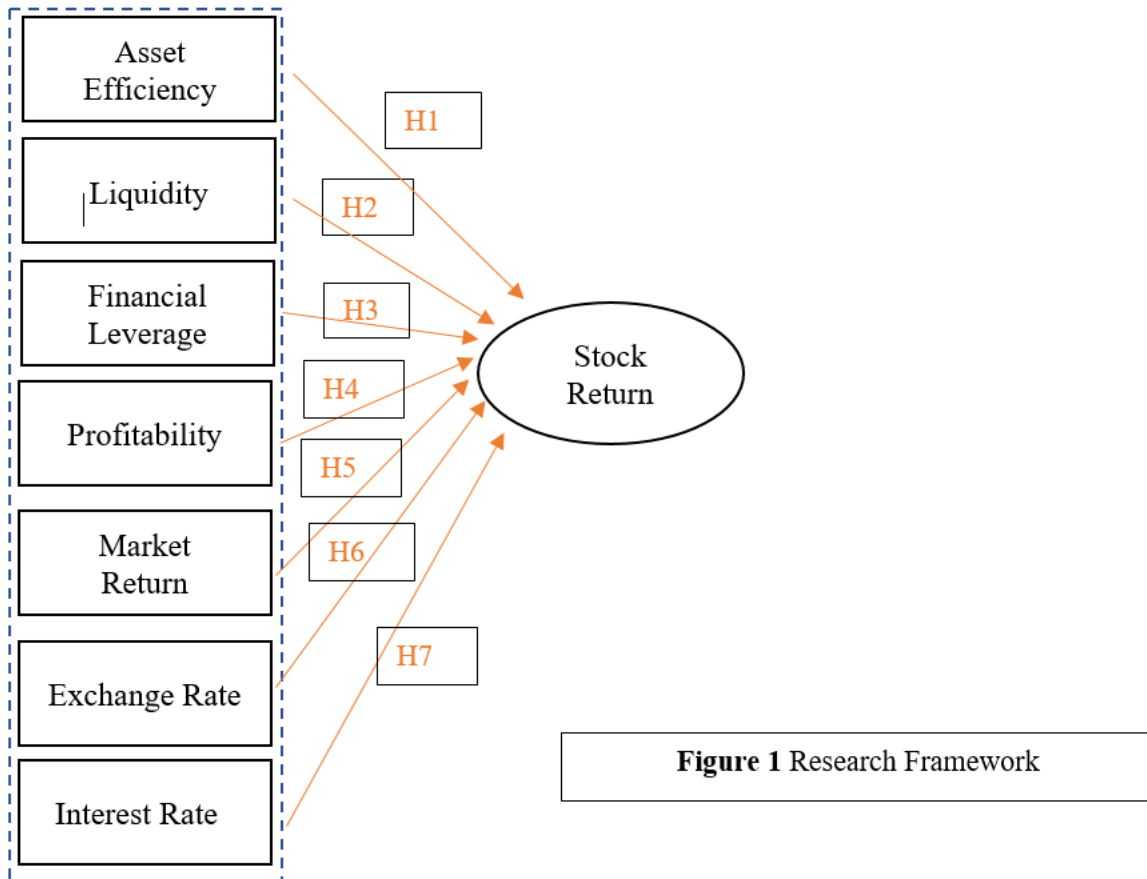 Asset
Efficiency
H1
Liquidity
H2
Financial
Leverage
H3
Stock
Return
H4
Profitability
H5
Market
Return
H6
H7
Exchange Rate
Figure 1 Research Framework
Interest Rate